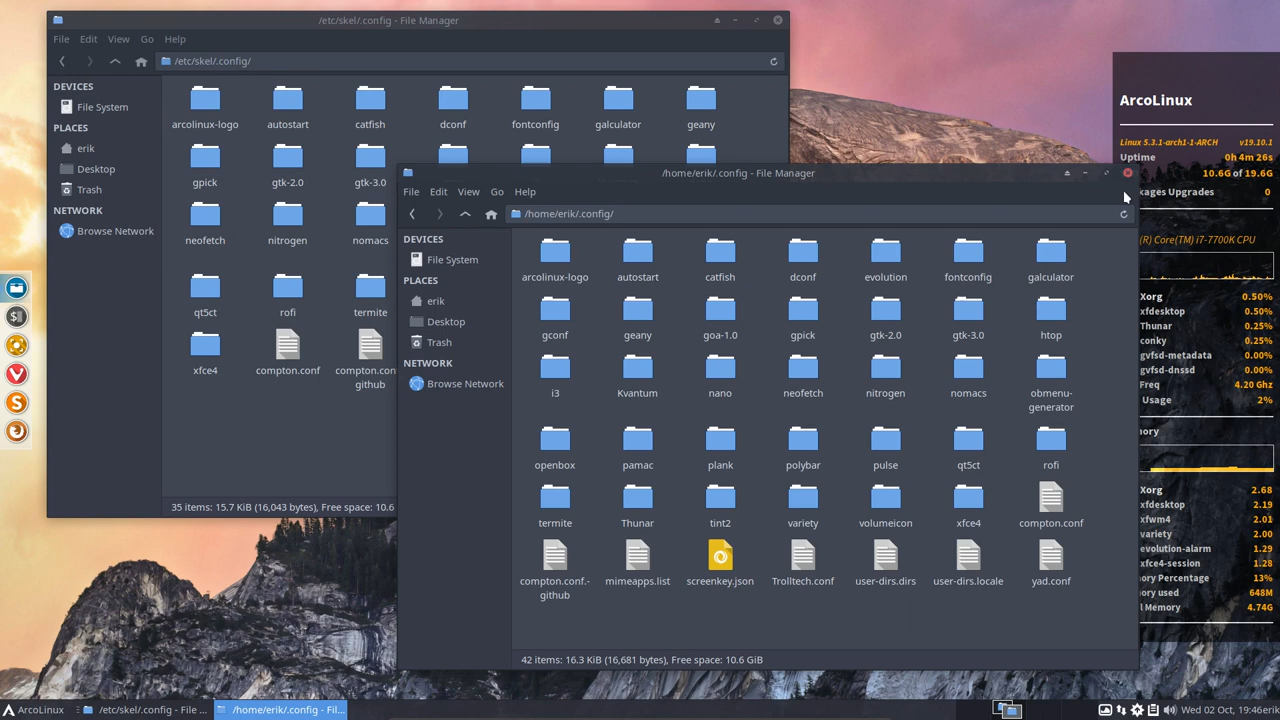 /etc/skel/.config - File Manager
File Edit View Go Help
/etc/skel/.config/
DEVICES
File System
PLACES
erik
Desktop
Trash
NETWORK
Browse Network
arcolinux-logo autostart catfish dconf fontconfig galculator geany
gpick gtk-2.0 gtk-3.0
neofetch nitrogen nomacs
qt5ct rofi termite
xfce4 compton.conf compton.con
github
35 items: 15.7 KiB (16,043 bytes), Free space: 10.6
/home/erik/.config - File Manager
File Edit View Go Help
/home/erik/.config/
DEVICES
File System
PLACES
erik
Desktop
Trash
NETWORK
Browse Network
arcolinux-logo autostart catfish dconf evolution fontconfig galculator
gconf geany goa-1.0 gpick gtk-2.0 gtk-3.0 htop
i3 Kvantum nano neofetch nitrogen nomacs obmenu-
generator
openbox pamac plank polybar pulse qt5ct rofi
termite Thunar tint2 variety volumeicon xfce4 compton.conf
compton.conf.-
github mimeapps.list screenkey.json Trolltech.conf user-dirs.dirs user-dirs.locale yad.conf
42 items: 16.3 KiB (16,681 bytes), Free space: 10.6 GiB
ArcoLinux
Linux 5.3.1-arch1-1-ARCH v19.10.1
Uptime 0h 4m 26s
10.6G of 19.6G
kages Upgrades 0
(R) Core(TM) i7-7700K CPU
Xorg 0.50%
xfdesktop 0.50%
Thunar 0.25%
conky 0.25%
gvfsd-metadata 0.00%
gvfsd-dnssd 0.00%
Freq 4.20 Ghz
Usage 2%
ory
Xorg 2.68
xfdesktop 2.19
xfwm4 2.01
variety 2.00
evolution-alarm 1.29
xfce4-session 1.28
ory Percentage 13%
ory used 648M
l Memory 4.74G
ArcoLinux /etc/skel/.config - File ... /home/erik/.config - Fil... Wed 02 Oct, 19:46 erik